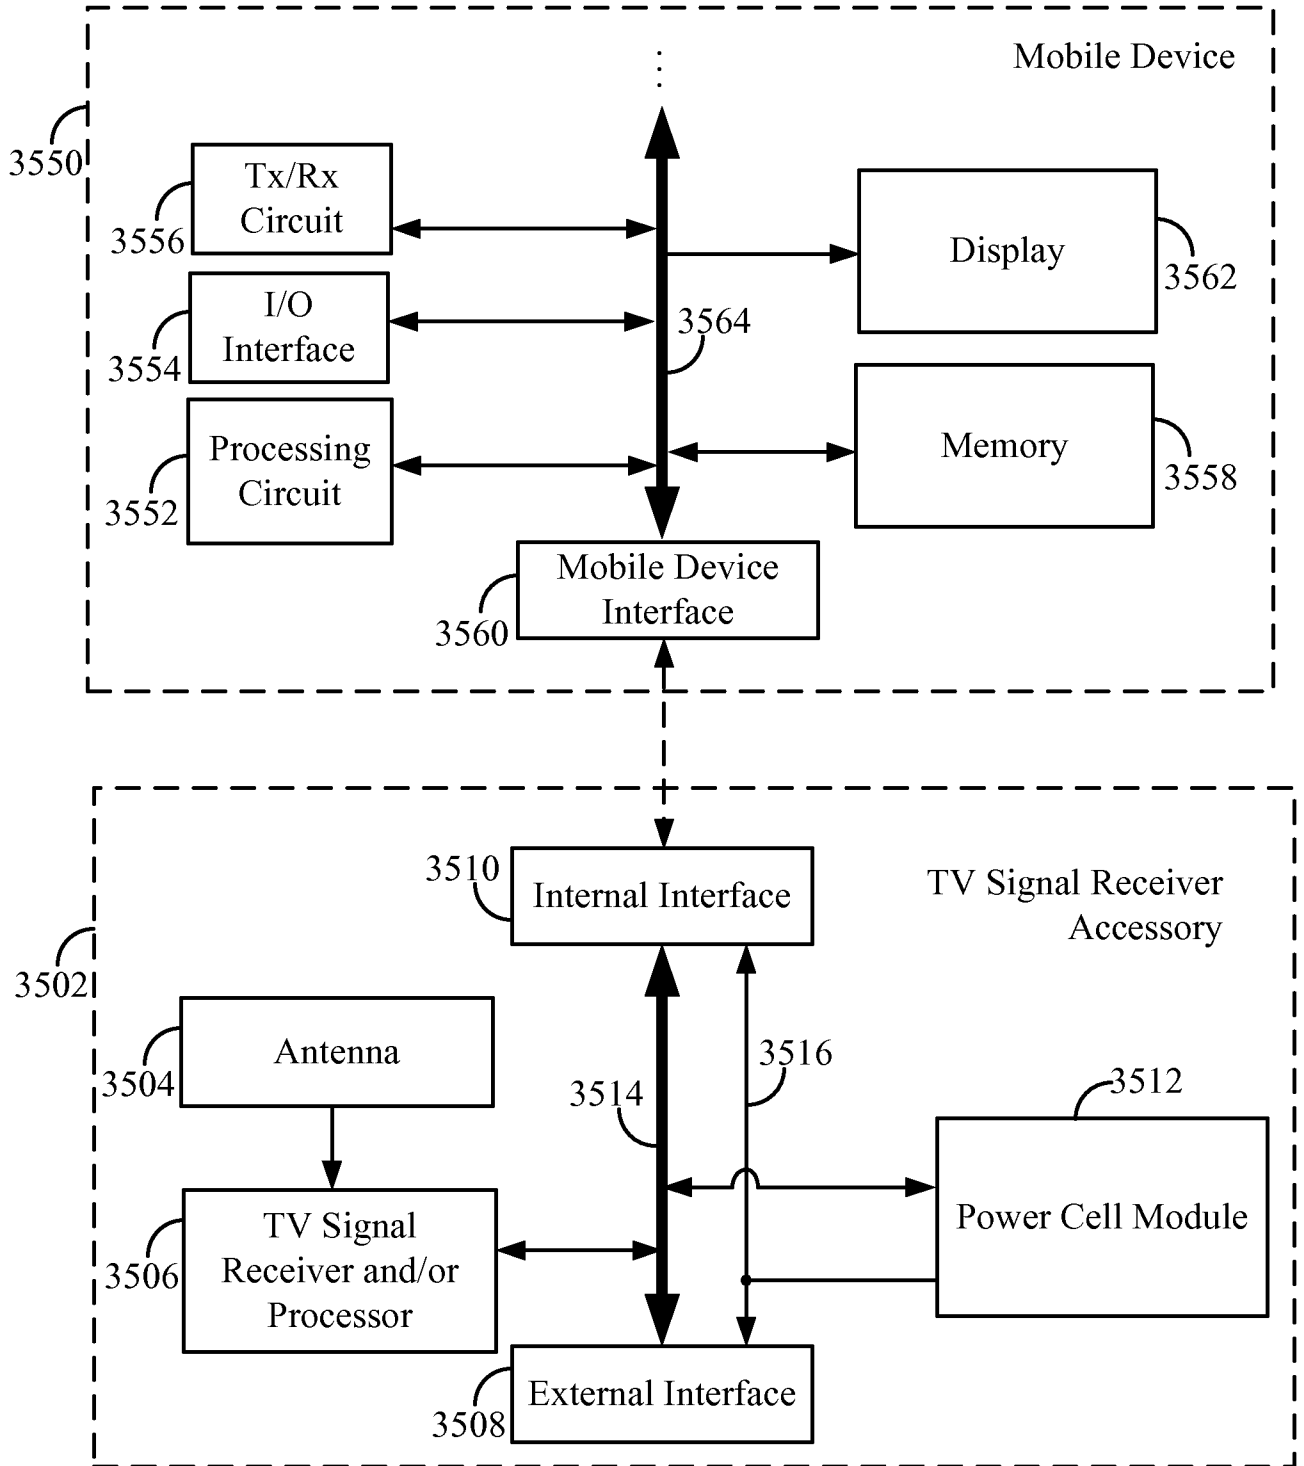 Mobile Device
3550
Tx/Rx
Circuit
3556
Display
3562
I/O
Interface
3554
3564
Processing
Circuit
3552
Memory
3558
Mobile Device
Interface
3560
3510
Internal Interface
TV Signal Receiver
Accessory
3502
Antenna
3504
3514
3516
3512
Power Cell Module
TV Signal
Receiver and/or
Processor
3506
External Interface
3508